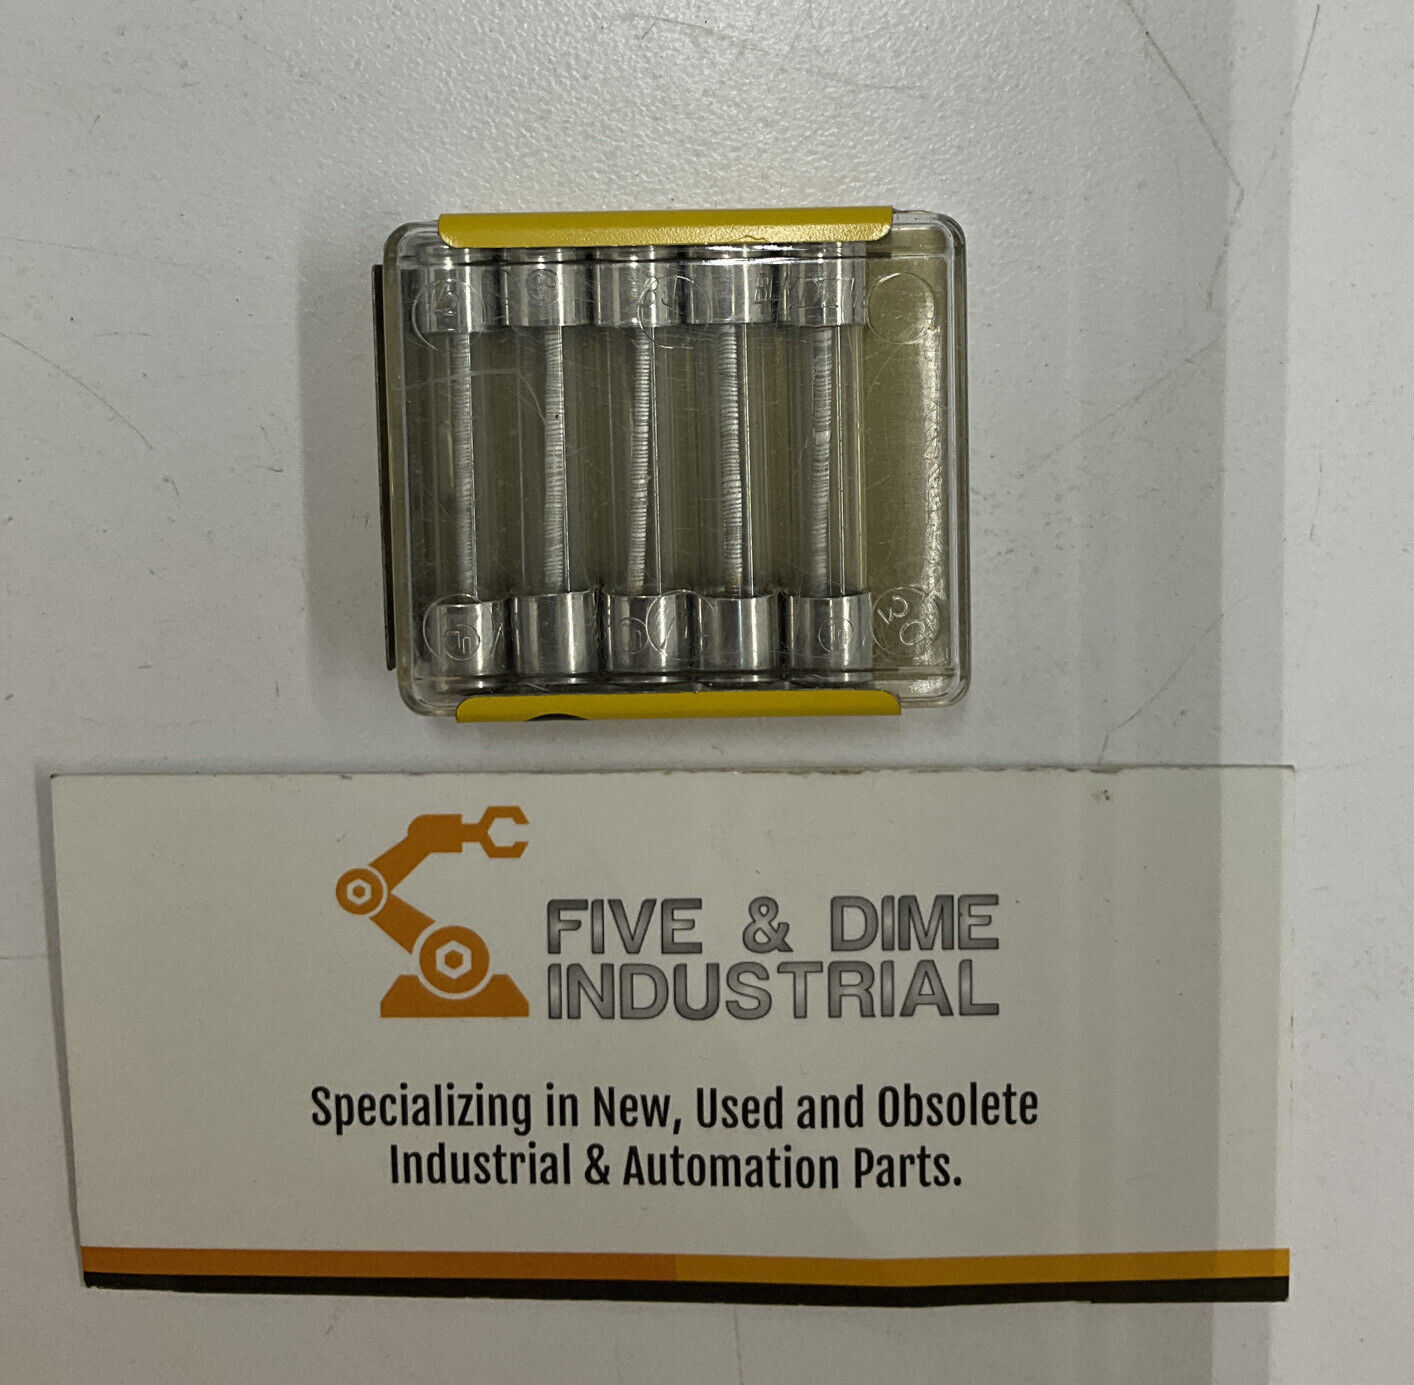 FIVE & DIME
INDUSTRIAL
Specializing in New, Used and Obsolete
Industrial & Automation Parts.